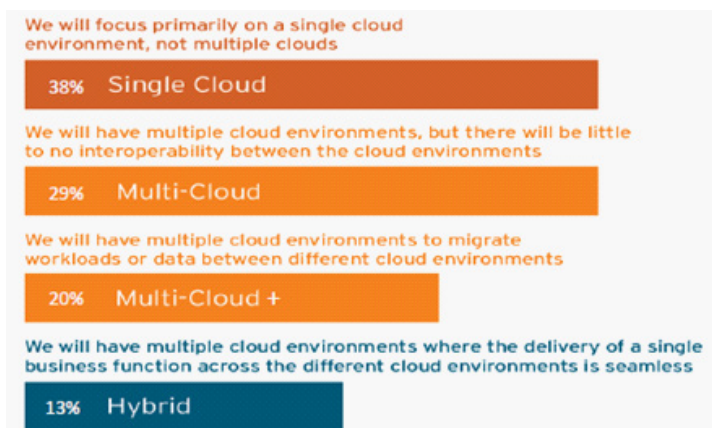 We will focus primarily on a single cloud
environment, not multiple clouds
38% Single Cloud
We will have multiple cloud environments, but there will be little
to no interoperability between the cloud environments
29% Multi-Cloud
We will have multiple cloud environments to migrate
workloads or data between different cloud environments
20% Multi-Cloud +
We will have multiple cloud environments where the delivery of a single
business function across the different cloud environments is seamless
13% Hybrid